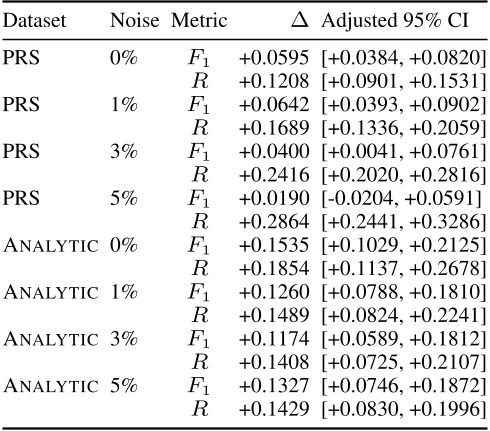 Dataset Noise Metric Δ Adjusted 95% CI
PRS 0% F1 +0.0595 [+0.0384, +0.0820]
R +0.1208 [+0.0901, +0.1531]
PRS 1% F1 +0.0642 [+0.0393, +0.0902]
R +0.1689 [+0.1336, +0.2059]
PRS 3% F1 +0.0400 [+0.0041, +0.0761]
R +0.2416 [+0.2020, +0.2816]
PRS 5% F1 +0.0190 [-0.0204, +0.0591]
R +0.2864 [+0.2441, +0.3286]
ANALYTIC 0% F1 +0.1535 [+0.1029, +0.2125]
R +0.1854 [+0.1137, +0.2678]
ANALYTIC 1% F1 +0.1260 [+0.0788, +0.1810]
R +0.1489 [+0.0824, +0.2241]
ANALYTIC 3% F1 +0.1174 [+0.0589, +0.1812]
R +0.1408 [+0.0725, +0.2107]
ANALYTIC 5% F1 +0.1327 [+0.0746, +0.1872]
R +0.1429 [+0.0830, +0.1996]